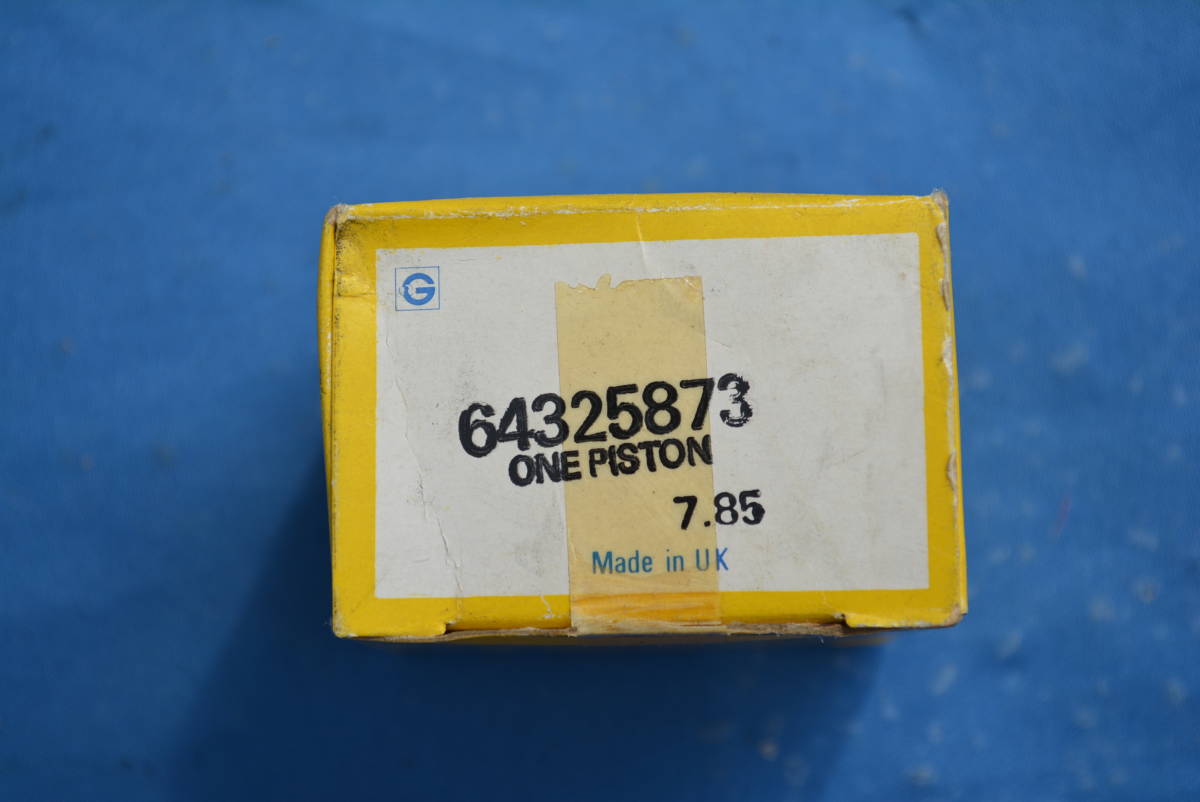 G
64325873
ONE PISTON
7.85
Made in UK